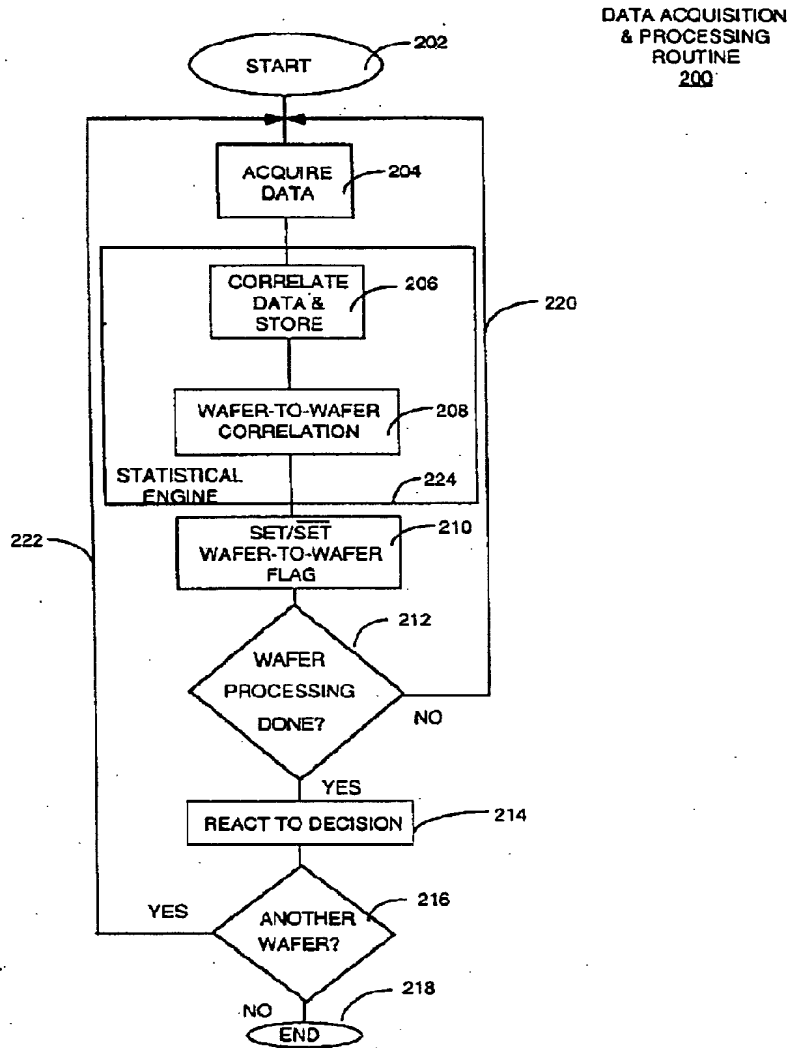 DATA ACQUISITION
& PROCESSING
ROUTINE
200
START
202
ACQUIRE
DATA
204
CORRELATE
DATA &
STORE
206
220
WAFER-TO-WAFER
CORRELATION
208
STATISTICAL
ENGINE
224
SET/S̅E̅T̅
WAFER-TO-WAFER
FLAG
210
222
212
WAFER
PROCESSING
DONE?
NO
YES
REACT TO DECISION
214
YES
ANOTHER
WAFER?
216
NO
218
END